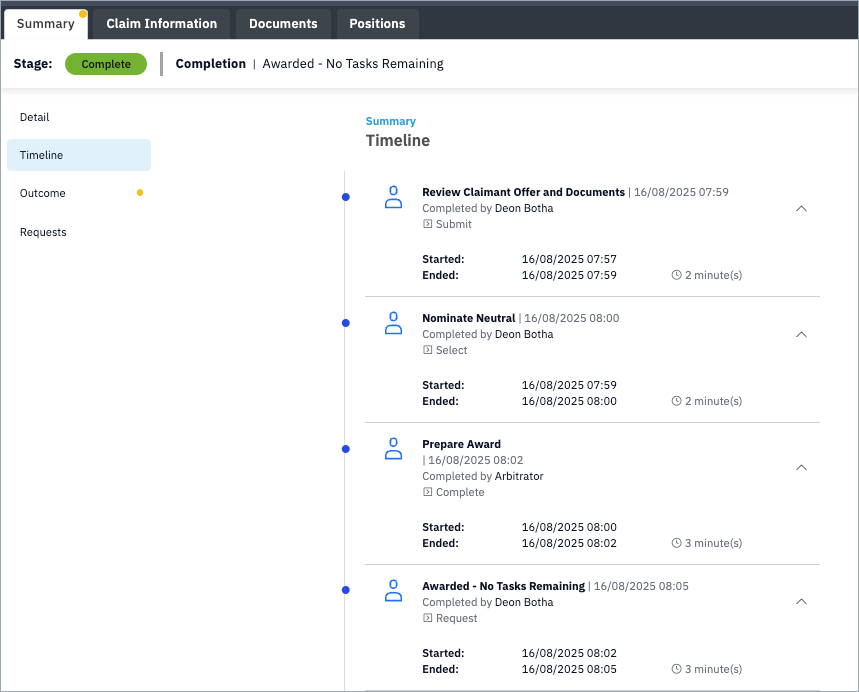 Summary Claim Information Documents Positions
Stage: Complete Completion | Awarded - No Tasks Remaining
Detail
Timeline
Outcome
Requests
Summary
Timeline
Review Claimant Offer and Documents | 16/08/2025 07:59
Completed by Deon Botha
Submit
Started: 16/08/2025 07:57
Ended: 16/08/2025 07:59 2 minute(s)
Nominate Neutral | 16/08/2025 08:00
Completed by Deon Botha
Select
Started: 16/08/2025 07:59
Ended: 16/08/2025 08:00 2 minute(s)
Prepare Award
| 16/08/2025 08:02
Completed by Arbitrator
Complete
Started: 16/08/2025 08:00
Ended: 16/08/2025 08:02 3 minute(s)
Awarded - No Tasks Remaining | 16/08/2025 08:05
Completed by Deon Botha
Request
Started: 16/08/2025 08:02
Ended: 16/08/2025 08:05 3 minute(s)